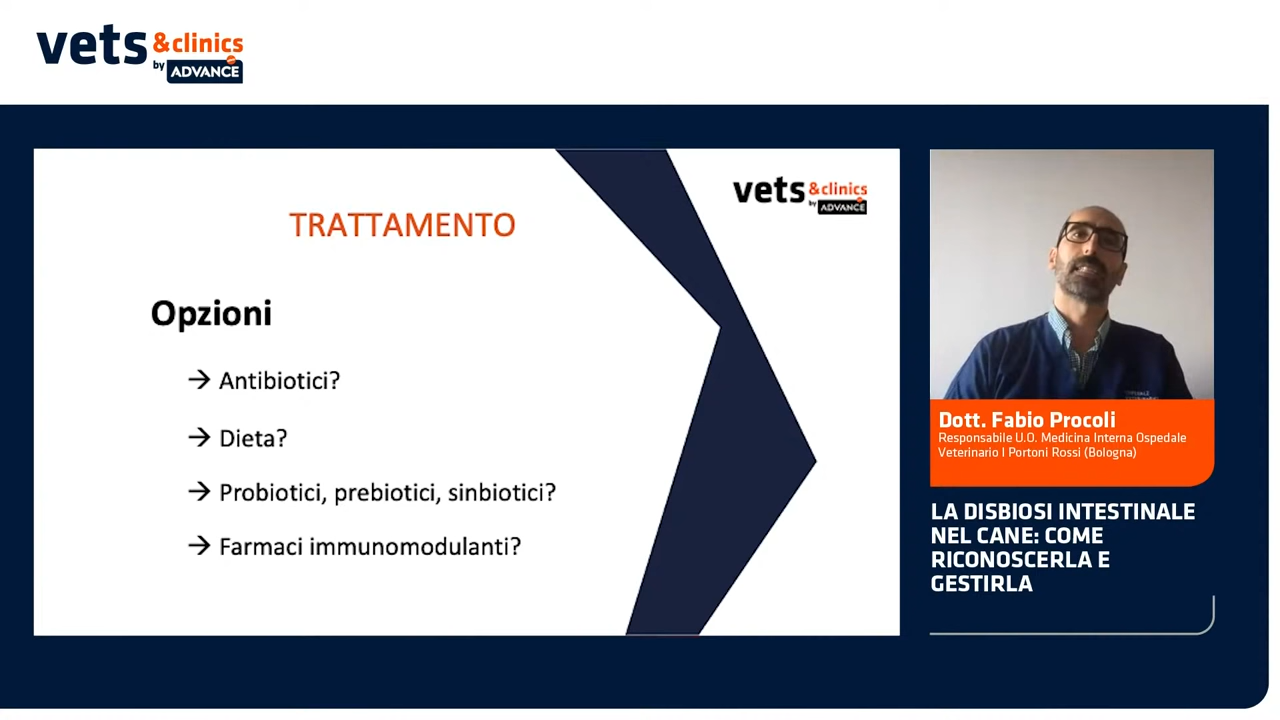 vets &clinics
by ADVANCE
vets &clinics
by ADVANCE
TRATTAMENTO
Opzioni
→ Antibiotici?
→ Dieta?
→ Probiotici, prebiotici, sinbiotici?
→ Farmaci immunomodulanti?
Dott. Fabio Procoli
Responsabile U.O. Medicina Interna Ospedale
Veterinario I Portoni Rossi (Bologna)
LA DISBIOSI INTESTINALE
NEL CANE: COME
RICONOSCERLA E
GESTIRLA